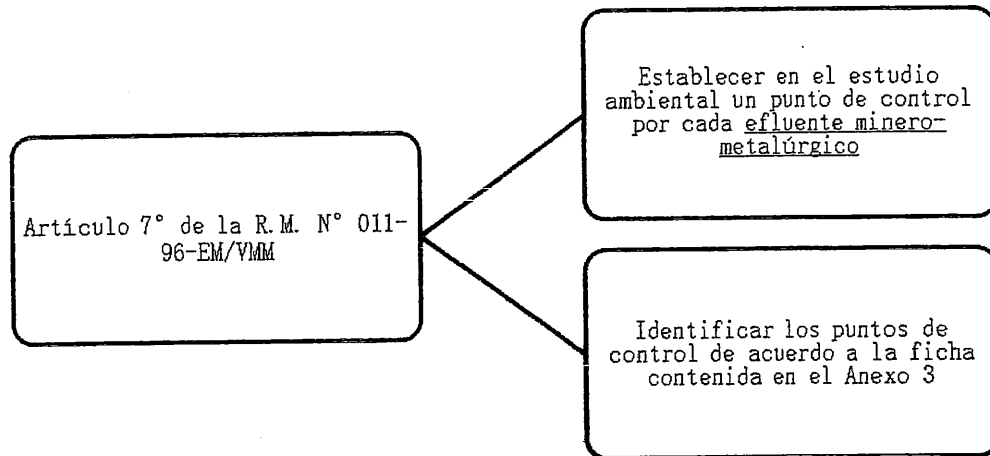 Establecer en el estudio
ambiental un punto de control
por cada efluente minero-
metalúrgico
Artículo 7° de la R.M. N° 011-
96-EM/VMM
Identificar los puntos de
control de acuerdo a la ficha
contenida en el Anexo 3